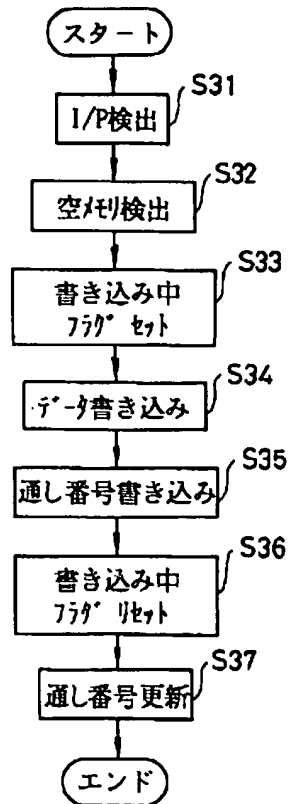 スタート
S31
I/P検出
S32
空メモリ検出
S33
書き込み中
フラグ セット
S34
データ書き込み
S35
通し番号書き込み
S36
書き込み中
フラグ リセット
S37
通し番号更新
エンド